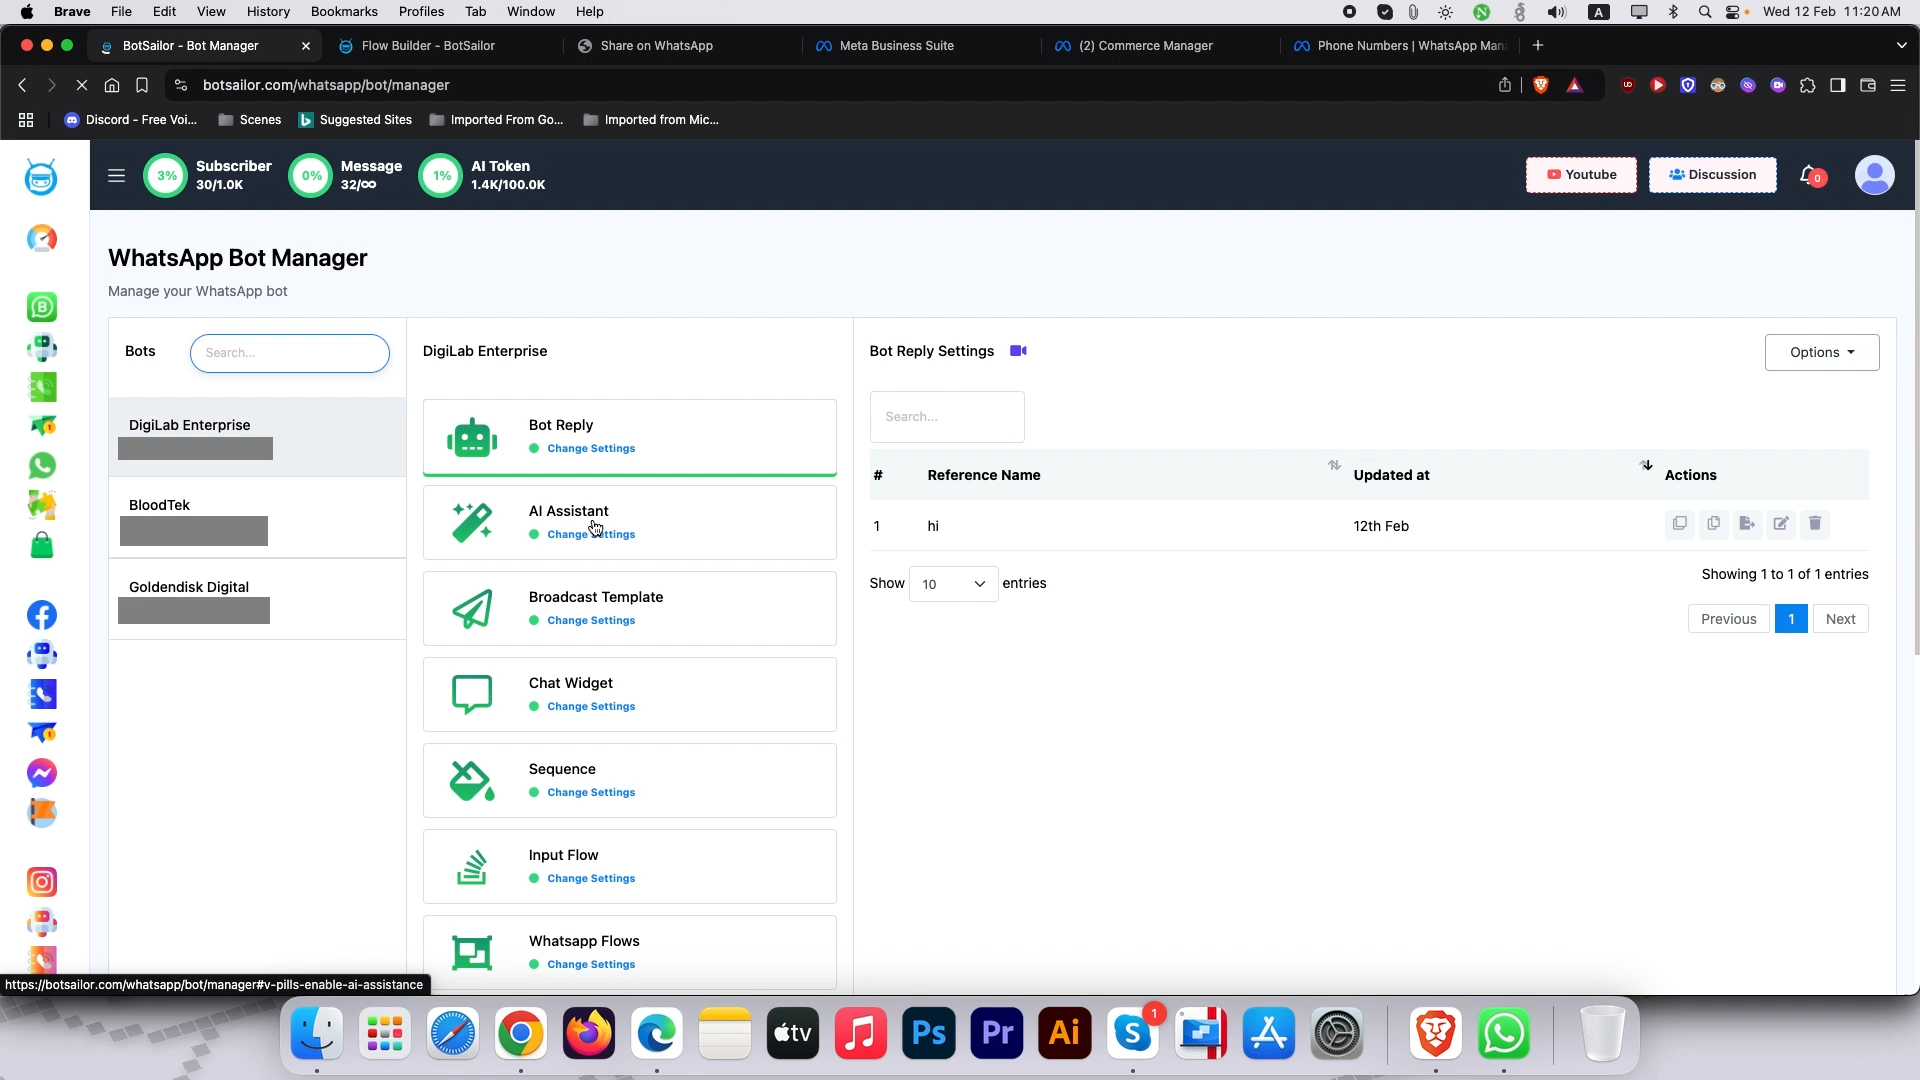 Brave File Edit View History Bookmarks Profiles Tab Window Help
A
Wed 12 Feb 11:20 AM
BotSailor - Bot Manager
Flow Builder - BotSailor
Share on WhatsApp
Meta Business Suite
(2) Commerce Manager
Phone Numbers | WhatsApp Man
botsailor.com/whatsapp/bot/manager
Discord - Free Voi...
Scenes
Suggested Sites
Imported From Go...
Imported from Mic...
3%
Subscriber
30/1.0K
0%
Message
32/∞
1%
AI Token
1.4K/100.0K
Youtube
Discussion
0
WhatsApp Bot Manager
Manage your WhatsApp bot
Bots
Search...
DigiLab Enterprise
BloodTek
Goldendisk Digital
DigiLab Enterprise
Bot Reply
Change Settings
AI Assistant
Change Settings
Broadcast Template
Change Settings
Chat Widget
Change Settings
Sequence
Change Settings
Input Flow
Change Settings
Whatsapp Flows
Change Settings
Bot Reply Settings
Options
Search...
# Reference Name Updated at Actions
1 hi 12th Feb
Show 10 entries
Showing 1 to 1 of 1 entries
Previous 1 Next
https://botsailor.com/whatsapp/bot/manager#v-pills-enable-ai-assistance
tv
Ps
Pr
Ai
S
1